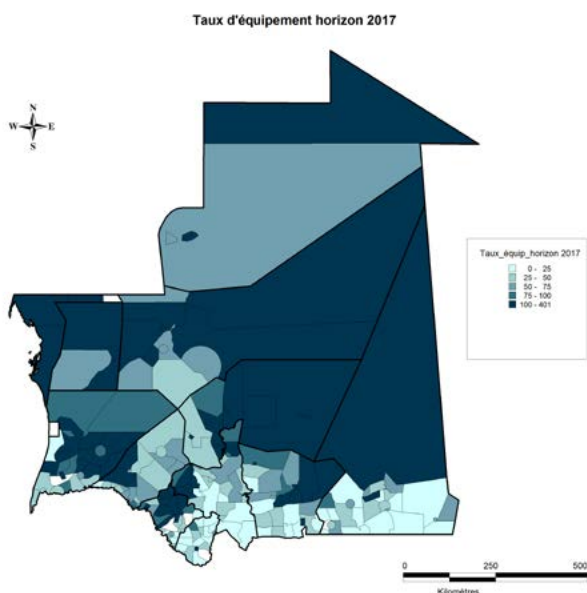 Taux d'équipement horizon 2017
N
W E
S
Taux_équip_horizon 2017
0 - 25
25 - 50
50 - 75
75 - 100
100 - 401
0 250 500
Kilométres